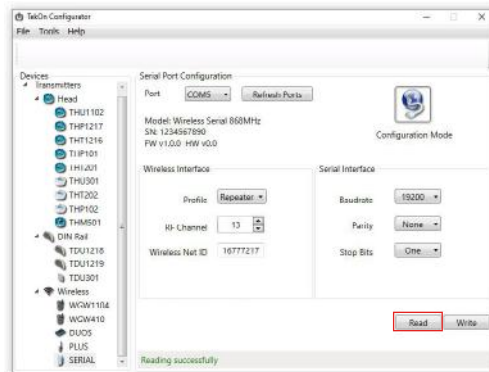 TekOn Configurator
File Tools Help
Devices
Transmitters
Head
THU1102
THP1217
THT1216
THP101
THT201
THU301
THT202
THP102
THM501
DIN Rail
TDU1218
TDU1219
TDU301
Wireless
WGW1104
WGW410
DUOS
PLUS
SERIAL
Serial Port Configuration
Port COM5 Refresh Ports
Model: Wireless Serial 868MHz
SN: 1234567890
FW v1.0.0 HW v0.0
Configuration Mode
Wireless Interface
Profile Repeater
RF Channel 13
Wireless Net ID 16777217
Serial Interface
Baudrate 19200
Parity None
Stop Bits One
Read Write
Reading successfully